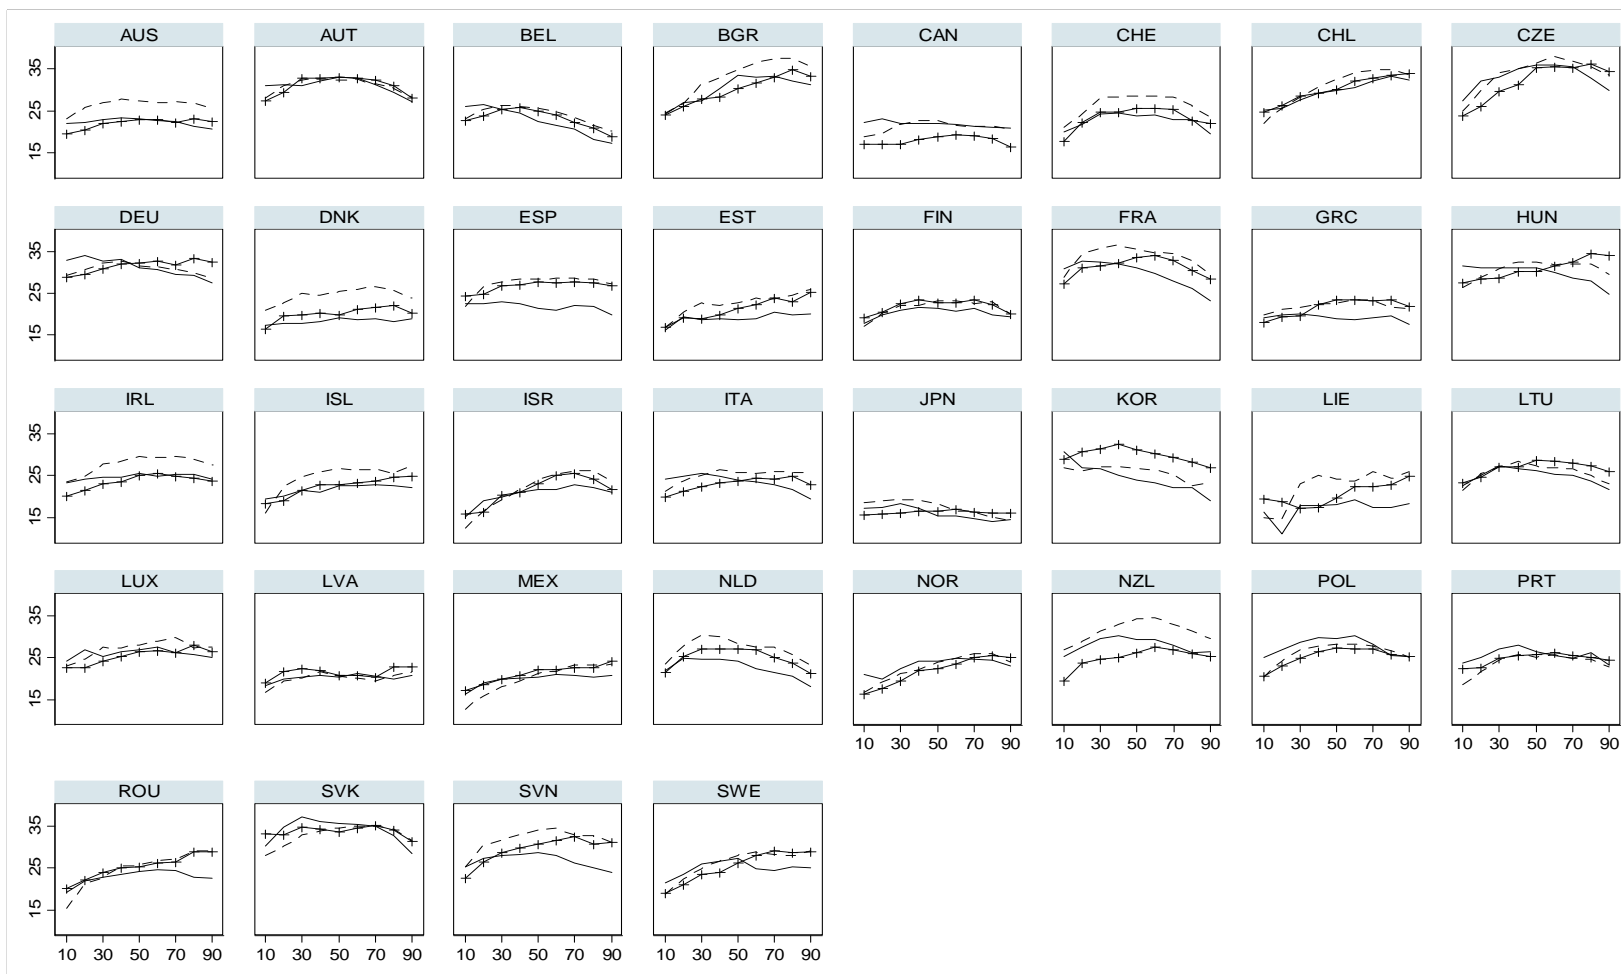 AUS AUT BEL BGR CAN CHE CHL CZE
35
25
15
DEU DNK ESP EST FIN FRA GRC HUN
35
25
15
IRL ISL ISR ITA JPN KOR LIE LTU
35
25
15
LUX LVA MEX NLD NOR NZL POL PRT
35
25
15
10 30 50 70 90 10 30 50 70 90 10 30 50 70 90 10 30 50 70 90
ROU SVK SVN SWE
35
25
15
10 30 50 70 90 10 30 50 70 90 10 30 50 70 90 10 30 50 70 90